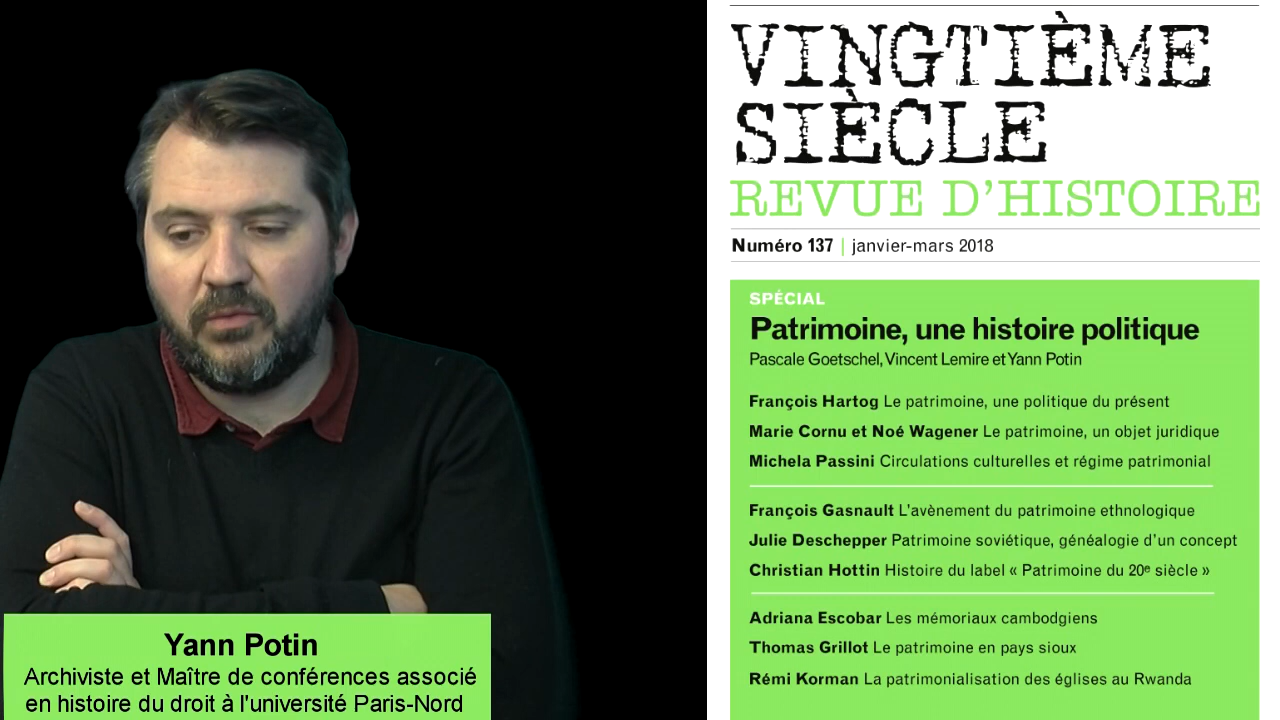 VINGTIÈME
SIÈCLE
REVUE D'HISTOIRE
Numéro 137 | janvier-mars 2018
SPÉCIAL
Patrimoine, une histoire politique
Pascale Goetschel, Vincent Lemire et Yann Potin
François Hartog Le patrimoine, une politique du présent
Marie Cornu et Noé Wagener Le patrimoine, un objet juridique
Michela Passini Circulations culturelles et régime patrimonial
François Gasnault L'avènement du patrimoine ethnologique
Julie Deschepper Patrimoine soviétique, généalogie d'un concept
Christian Hottin Histoire du label « Patrimoine du 20e siècle »
Adriana Escobar Les mémoriaux cambodgiens
Thomas Grillot Le patrimoine en pays sioux
Rémi Korman La patrimonialisation des églises au Rwanda
Yann Potin
Archiviste et Maître de conférences associé
en histoire du droit à l'université Paris-Nord